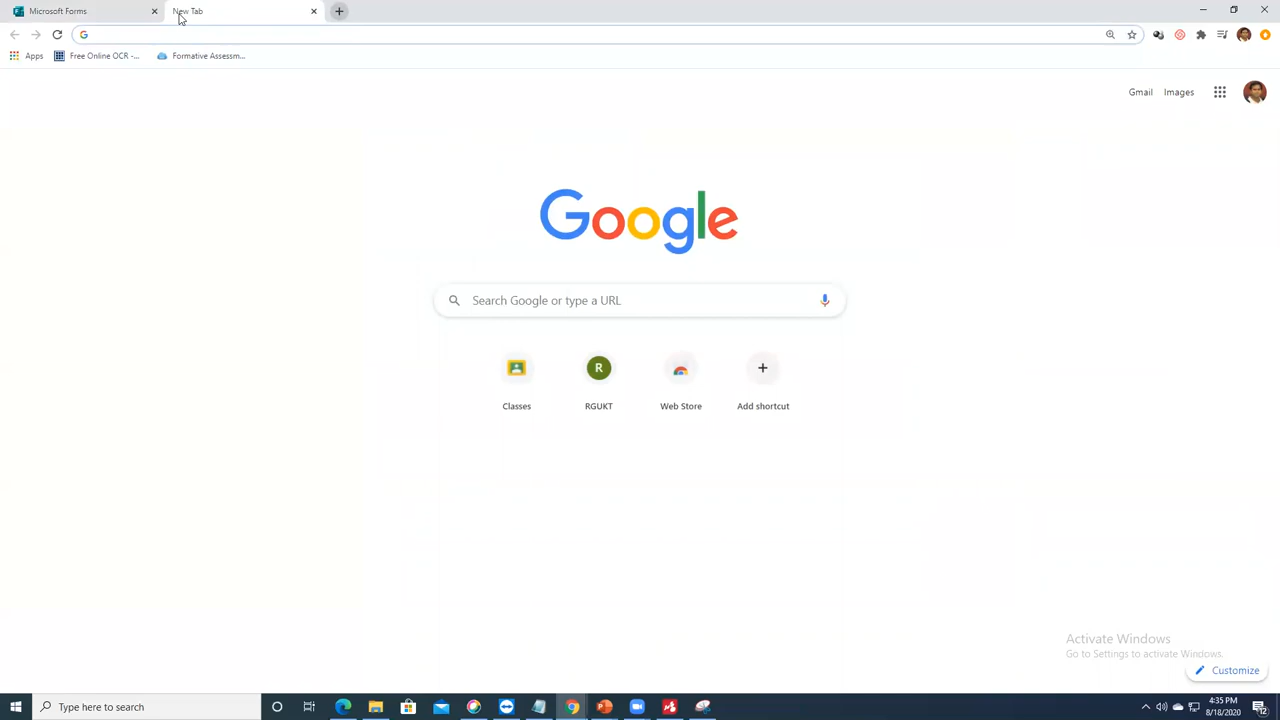 Microsoft Forms
New Tab
Apps
Free Online OCR -...
Formative Assessm...
Gmail
Images
Google
Search Google or type a URL
R
Classes
RGUKT
Web Store
Add shortcut
Activate Windows
Go to Settings to activate Windows.
Customize
Type here to search
4:35 PM
8/18/2020
12